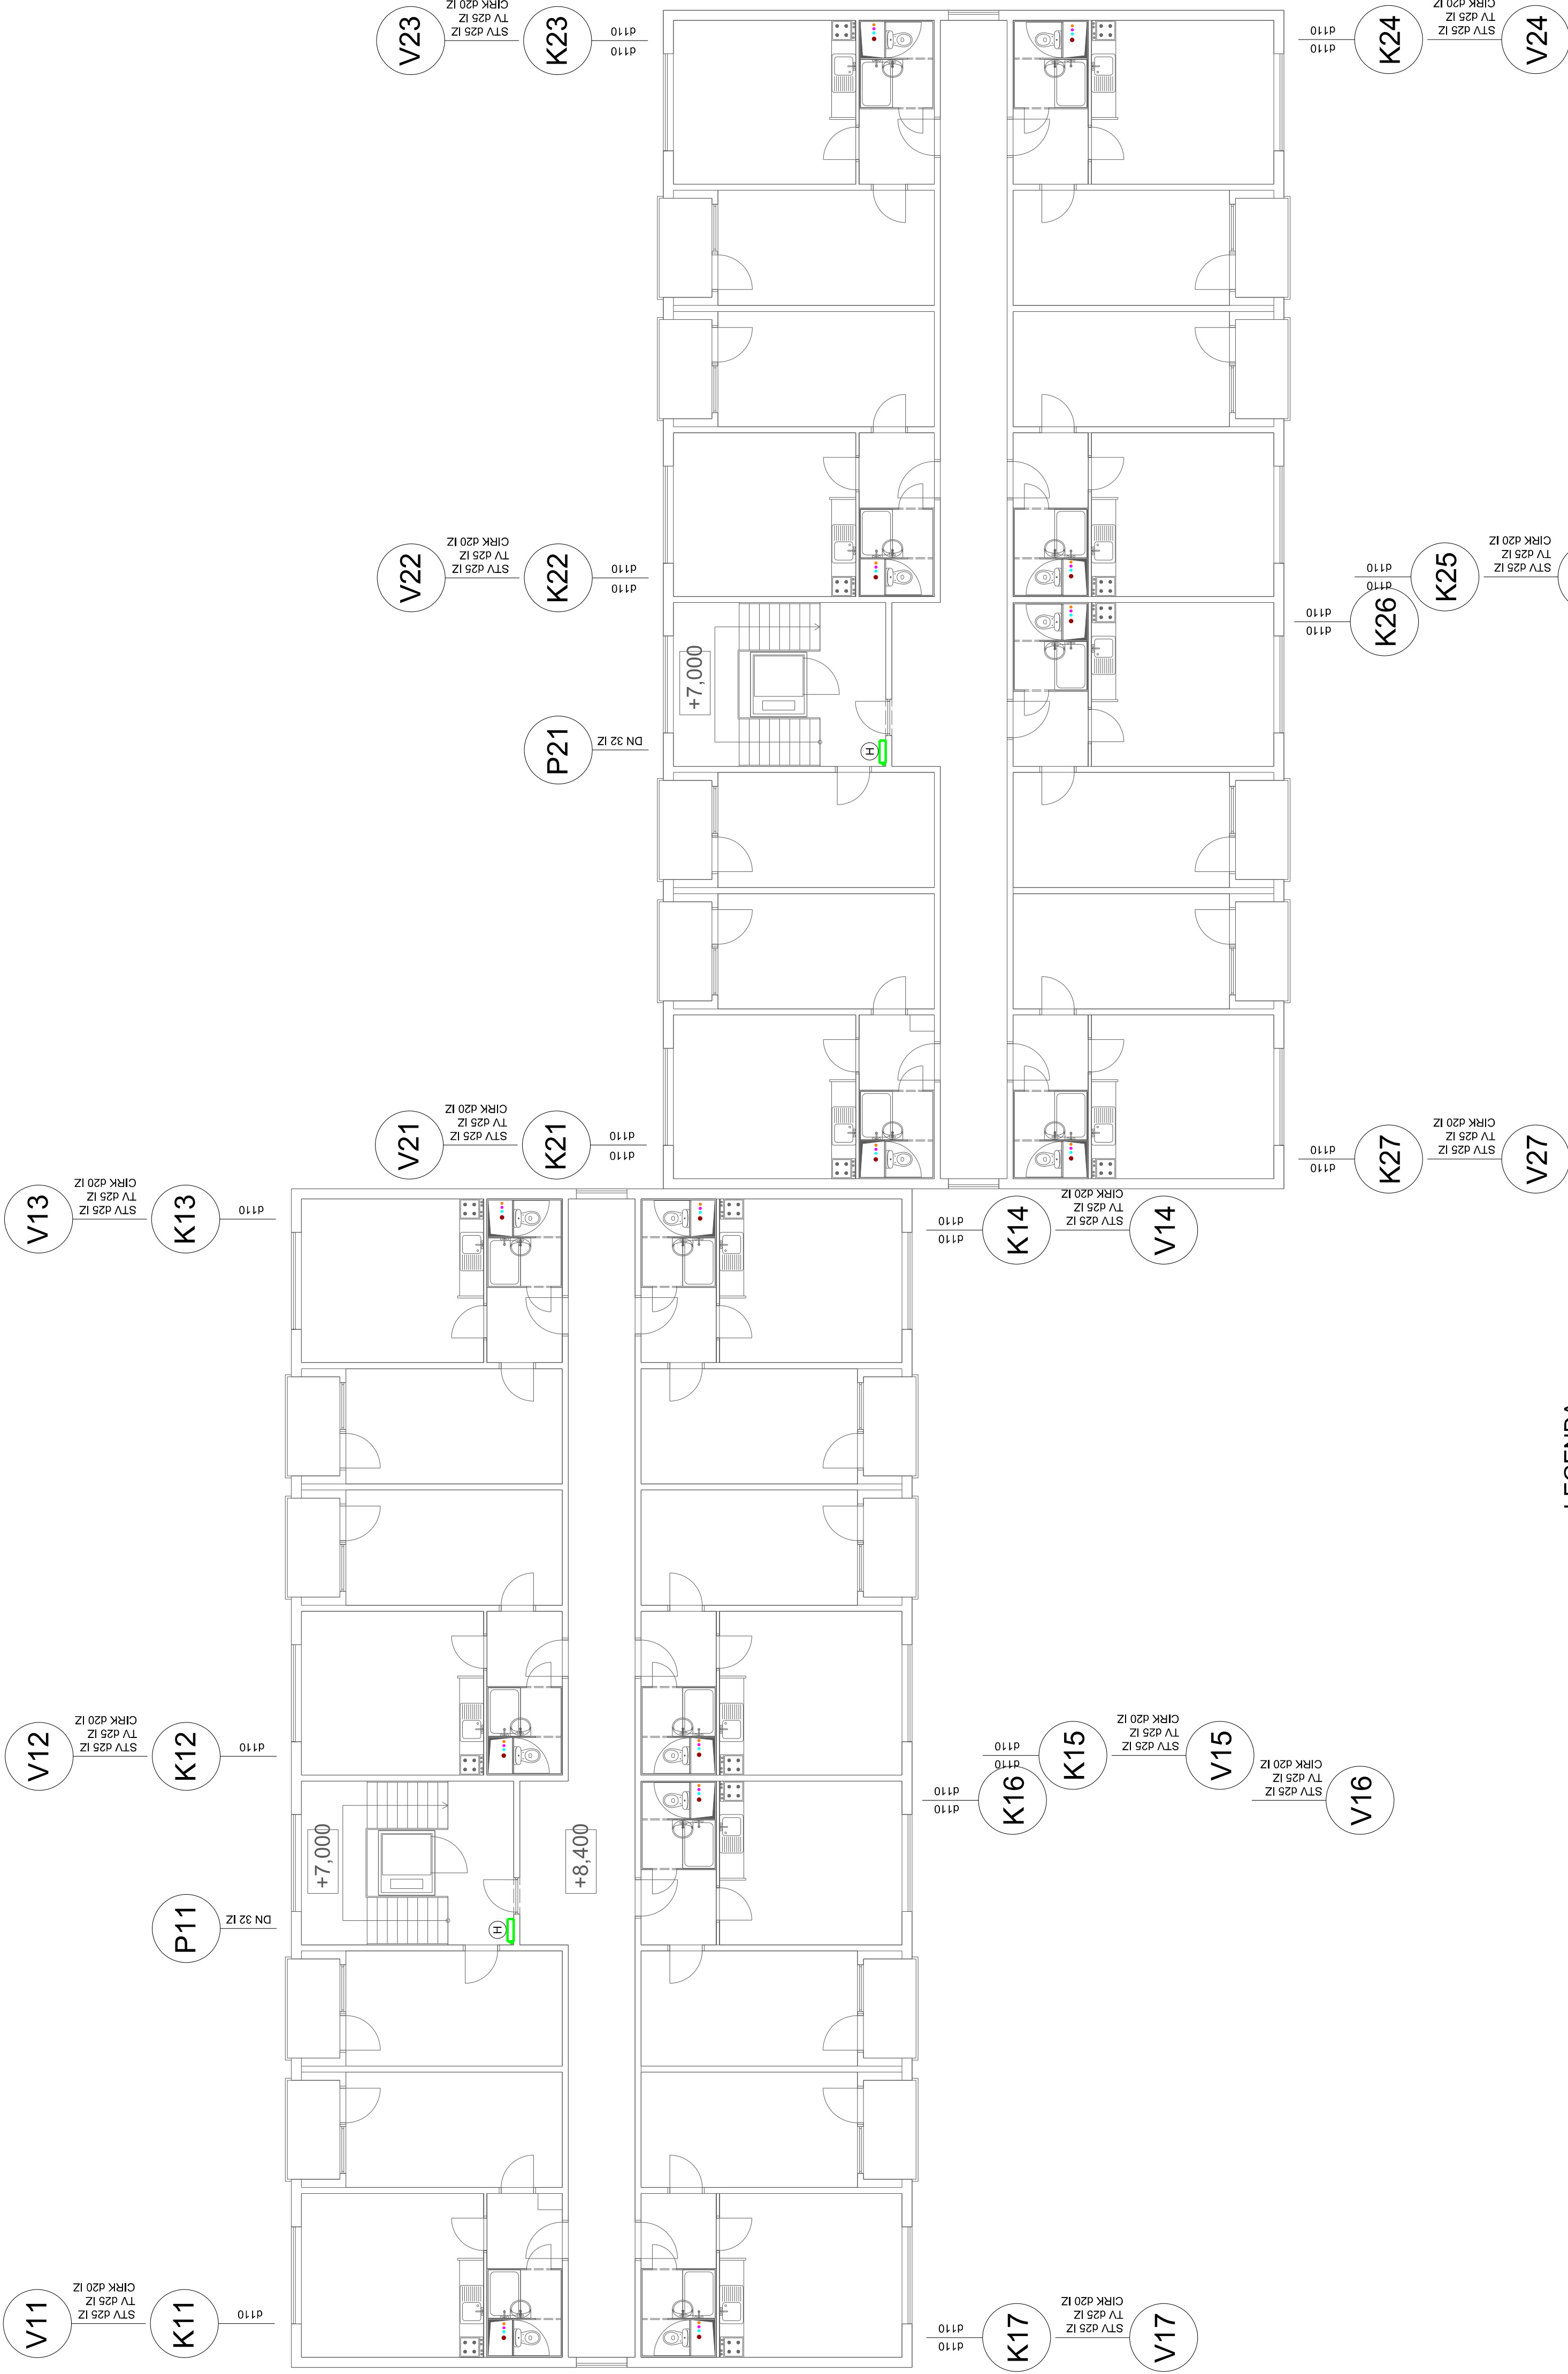 V23
STV d25 IZ
TV d25 IZ
CIRK d20 IZ
K23
d110
d110
d110
d110
K24
STV d25 IZ
TV d25 IZ
CIRK d20 IZ
V24
V22
STV d25 IZ
TV d25 IZ
CIRK d20 IZ
K22
d110
d110
d110
d110
K25
STV d25 IZ
TV d25 IZ
CIRK d20 IZ
d110
d110
K26
+7,000
P21
DN 32 IZ
H
V21
STV d25 IZ
TV d25 IZ
CIRK d20 IZ
K21
d110
d110
d110
d110
K27
STV d25 IZ
TV d25 IZ
CIRK d20 IZ
V27
V13
STV d25 IZ
TV d25 IZ
CIRK d20 IZ
K13
d110
d110
d110
K14
STV d25 IZ
TV d25 IZ
CIRK d20 IZ
V14
V12
STV d25 IZ
TV d25 IZ
CIRK d20 IZ
K12
d110
d110
d110
K15
STV d25 IZ
TV d25 IZ
CIRK d20 IZ
V15
d110
d110
K16
STV d25 IZ
TV d25 IZ
CIRK d20 IZ
V16
+7,000
+8,400
P11
DN 32 IZ
H
V11
STV d25 IZ
TV d25 IZ
CIRK d20 IZ
K11
d110
d110
d110
K17
STV d25 IZ
TV d25 IZ
CIRK d20 IZ
V17